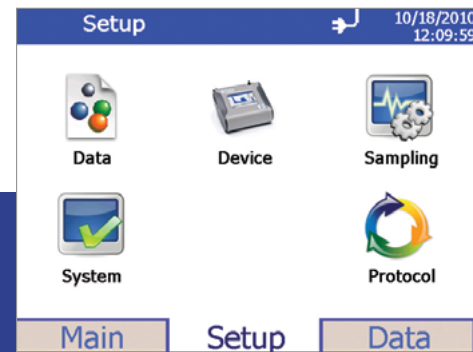 Setup
10/18/2010
12:09:59
Data
Device
Sampling
System
Protocol
Main
Setup
Data